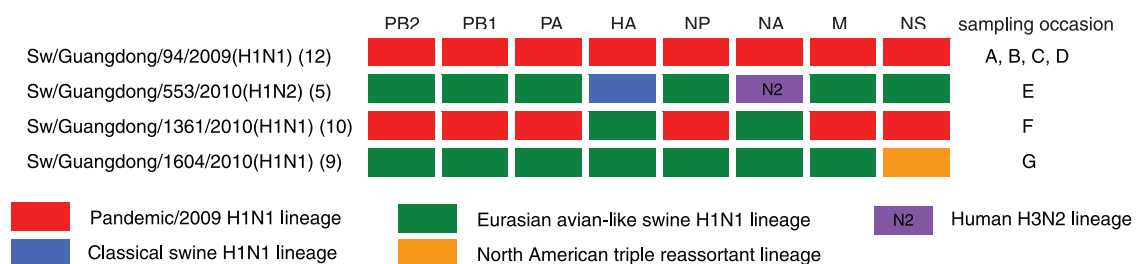 PB2 PB1 PA HA NP NA M NS sampling occasion
Sw/Guangdong/94/2009(H1N1) (12) A, B, C, D
Sw/Guangdong/553/2010(H1N2) (5) N2 E
Sw/Guangdong/1361/2010(H1N1) (10) F
Sw/Guangdong/1604/2010(H1N1) (9) G
Pandemic/2009 H1N1 lineage Eurasian avian-like swine H1N1 lineage N2 Human H3N2 lineage
Classical swine H1N1 lineage North American triple reassortant lineage